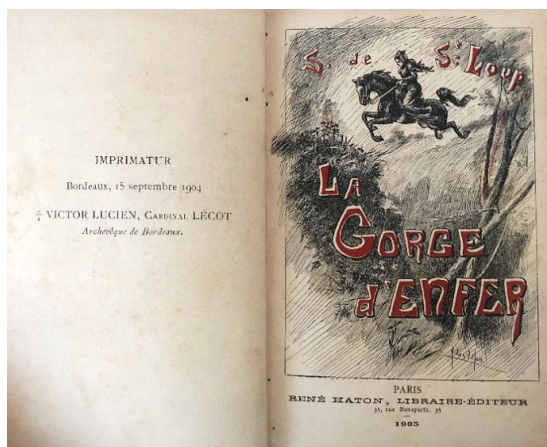 IMPRIMATUR
Bordeaux, 15 septembre 1904
† VICTOR LUCIEN, CARDINAL LÉCOT
Archevêque de Bordeaux.
S. de St Loup
LA
GORGE
d'ENFER
PARIS
RENÉ HATON, LIBRAIRE-ÉDITEUR
35, rue Bonaparte, 35
1905